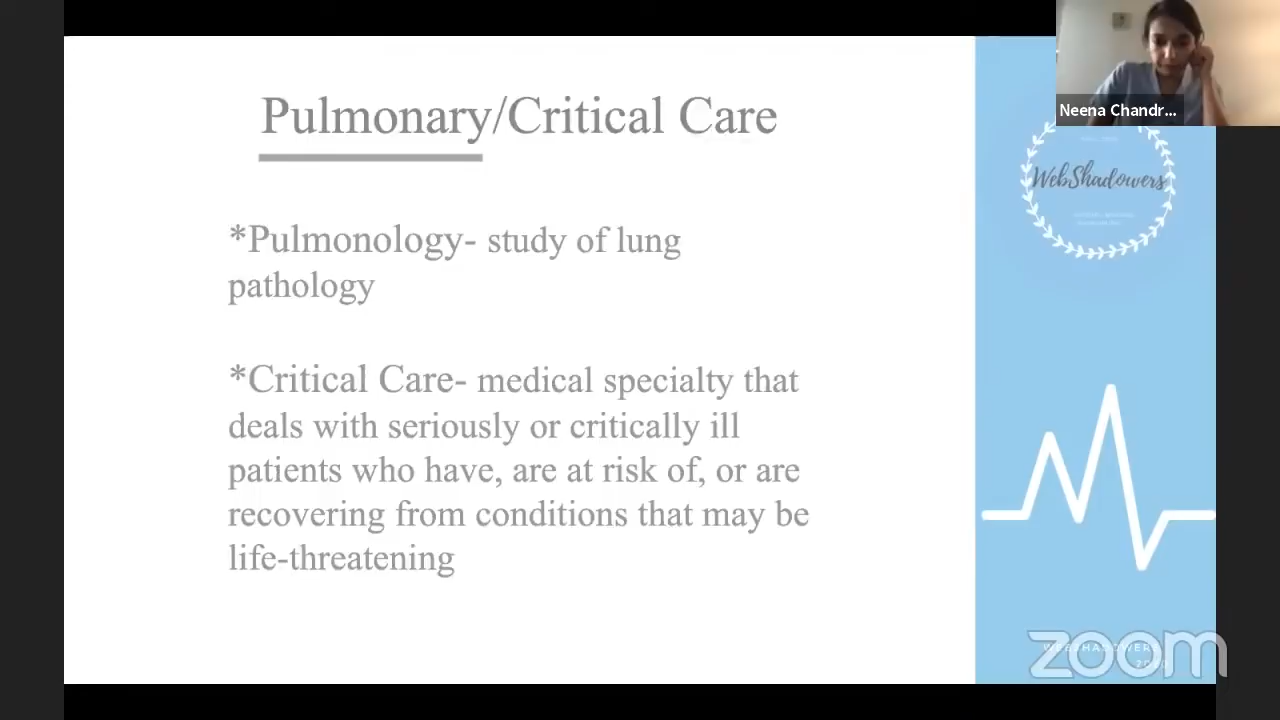 Pulmonary/Critical Care
Neena Chandr...
WebShadowers
*Pulmonology- study of lung
pathology
*Critical Care- medical specialty that
deals with seriously or critically ill
patients who have, are at risk of, or are
recovering from conditions that may be
life-threatening
zoom